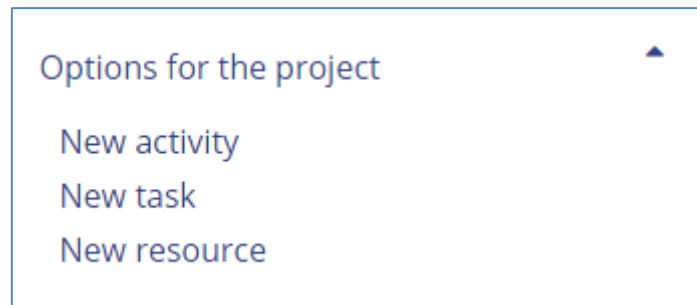 Options for the project
New activity
New task
New resource